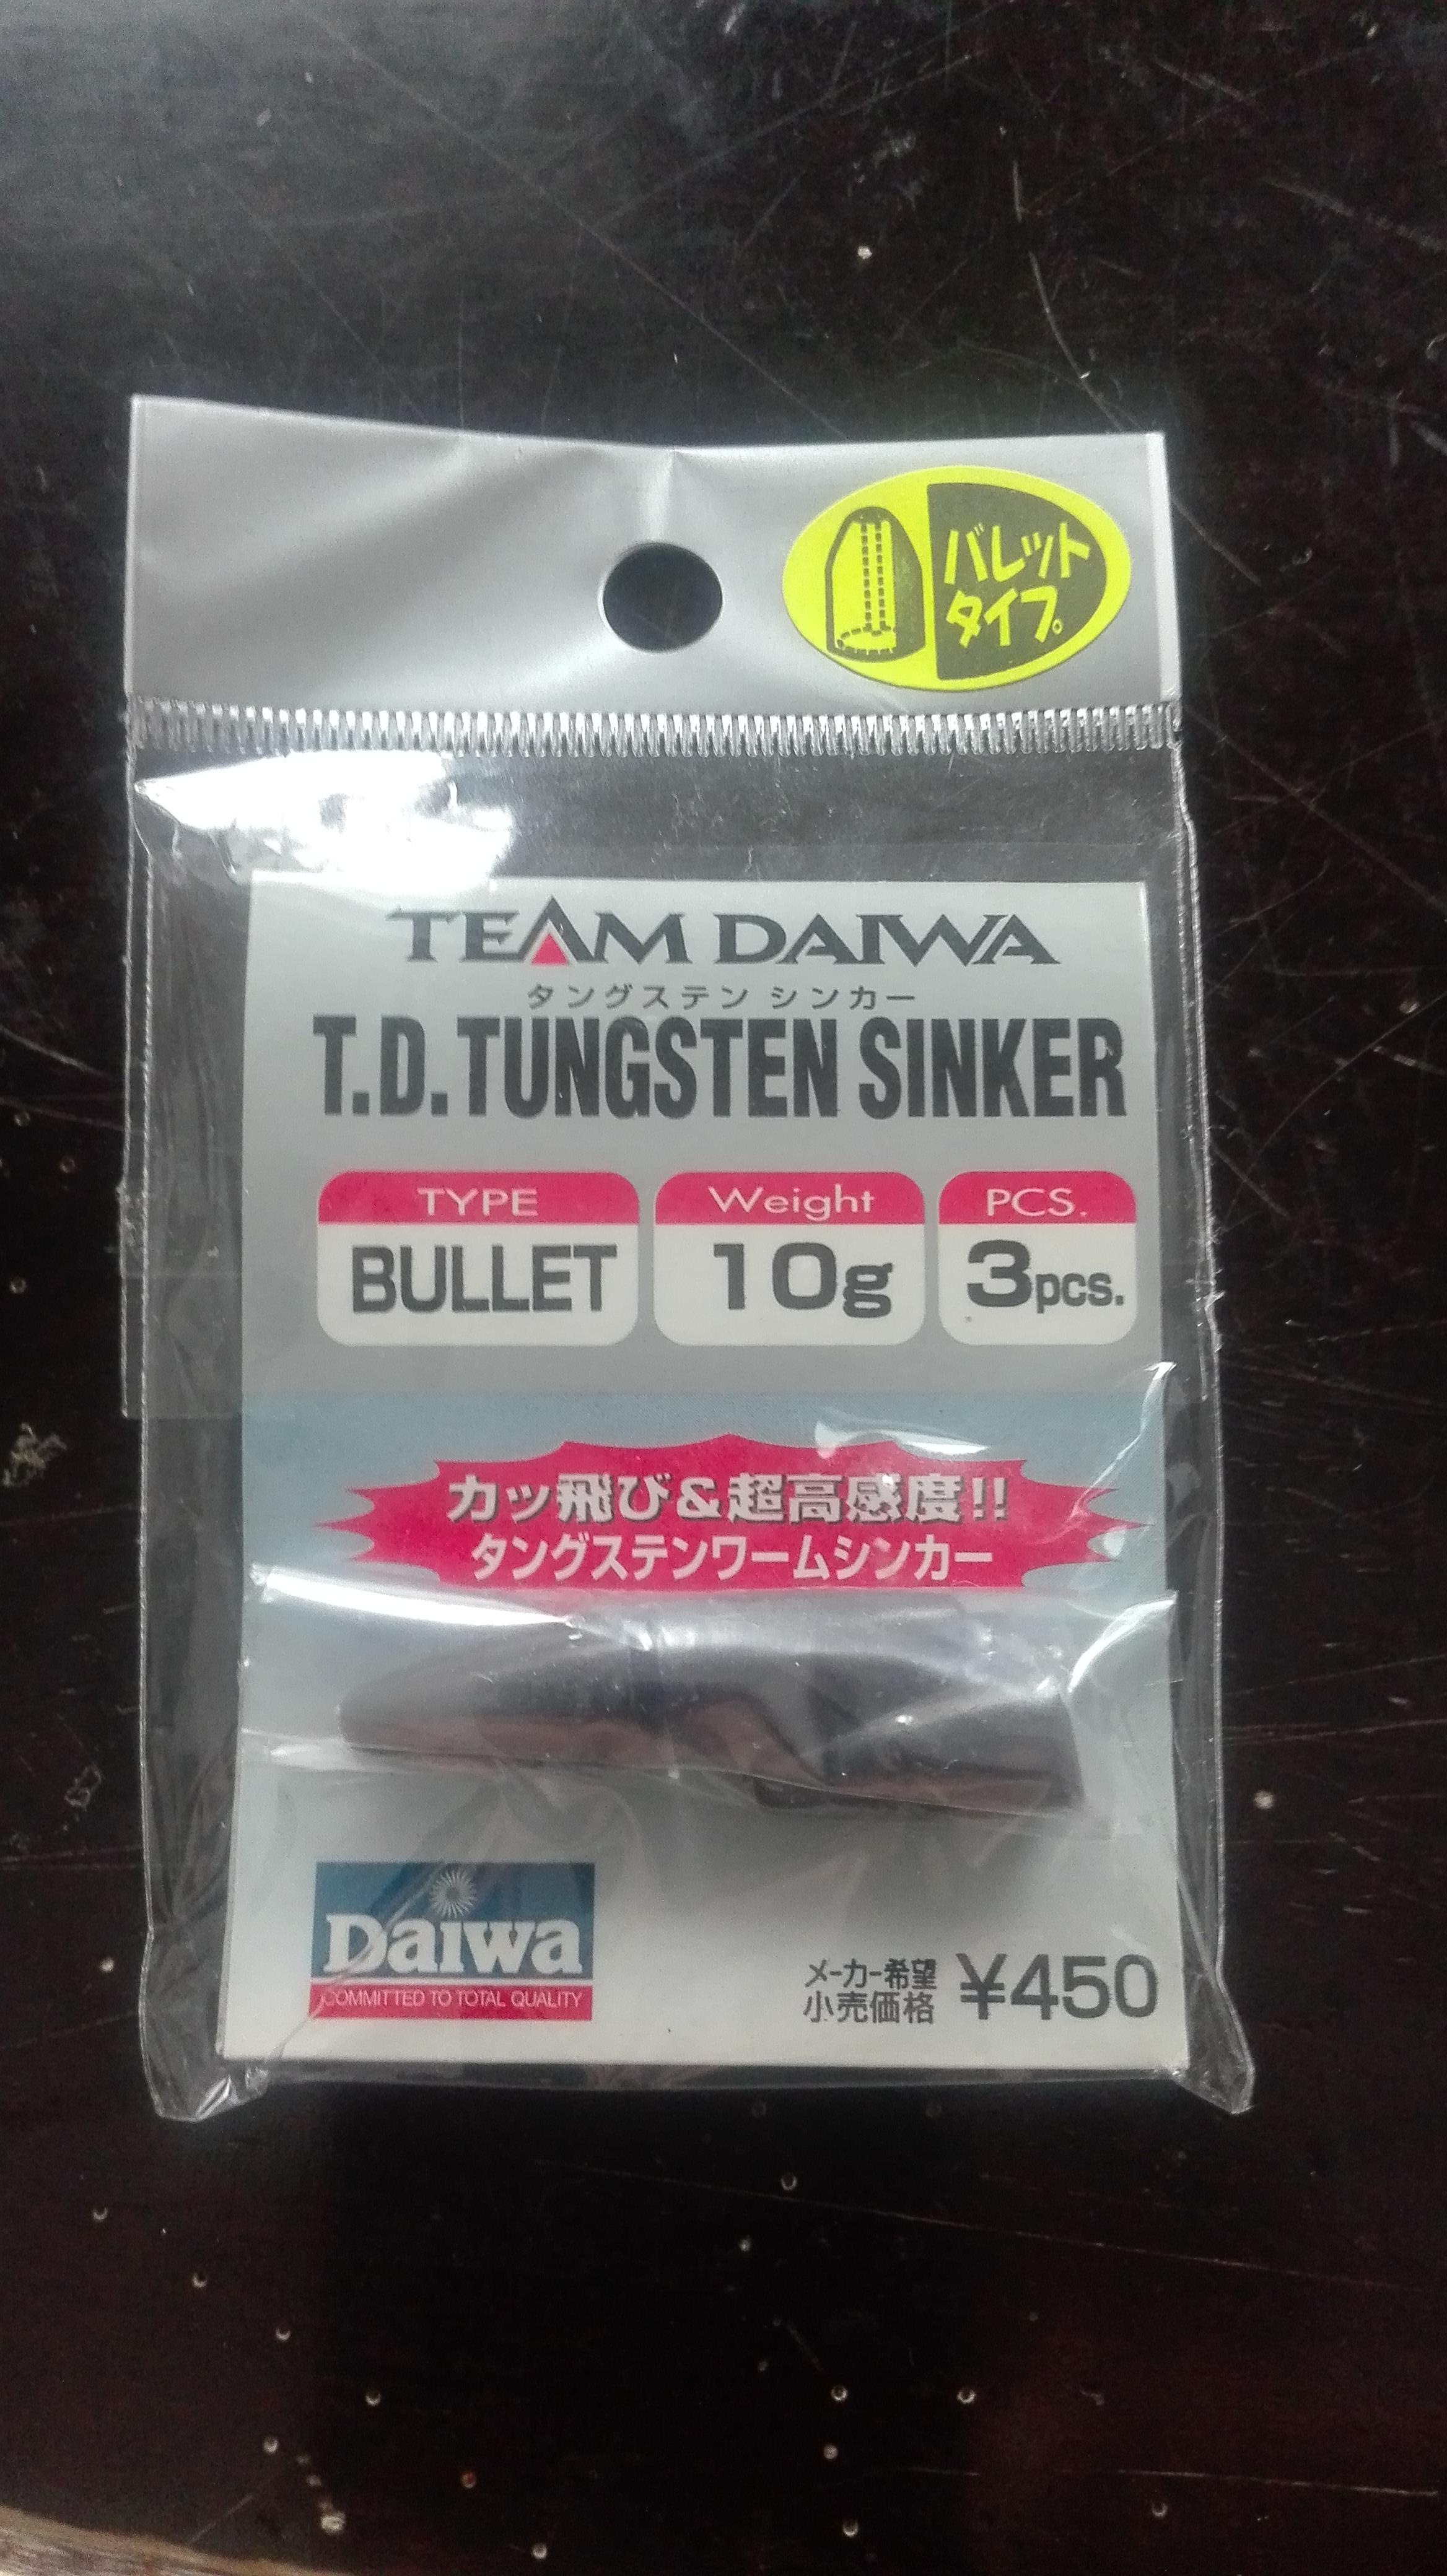 バレット
タイプ。
TEAM DAIWA
タングステン シンカー
T.D.TUNGSTEN SINKER
TYPE Weight PCS.
BULLET 10g 3pcs.
カッ飛び&超高感度!!
タングステンワームシンカー
Daiwa
COMMITTED TO TOTAL QUALITY
メーカー希望
小売価格 ¥450